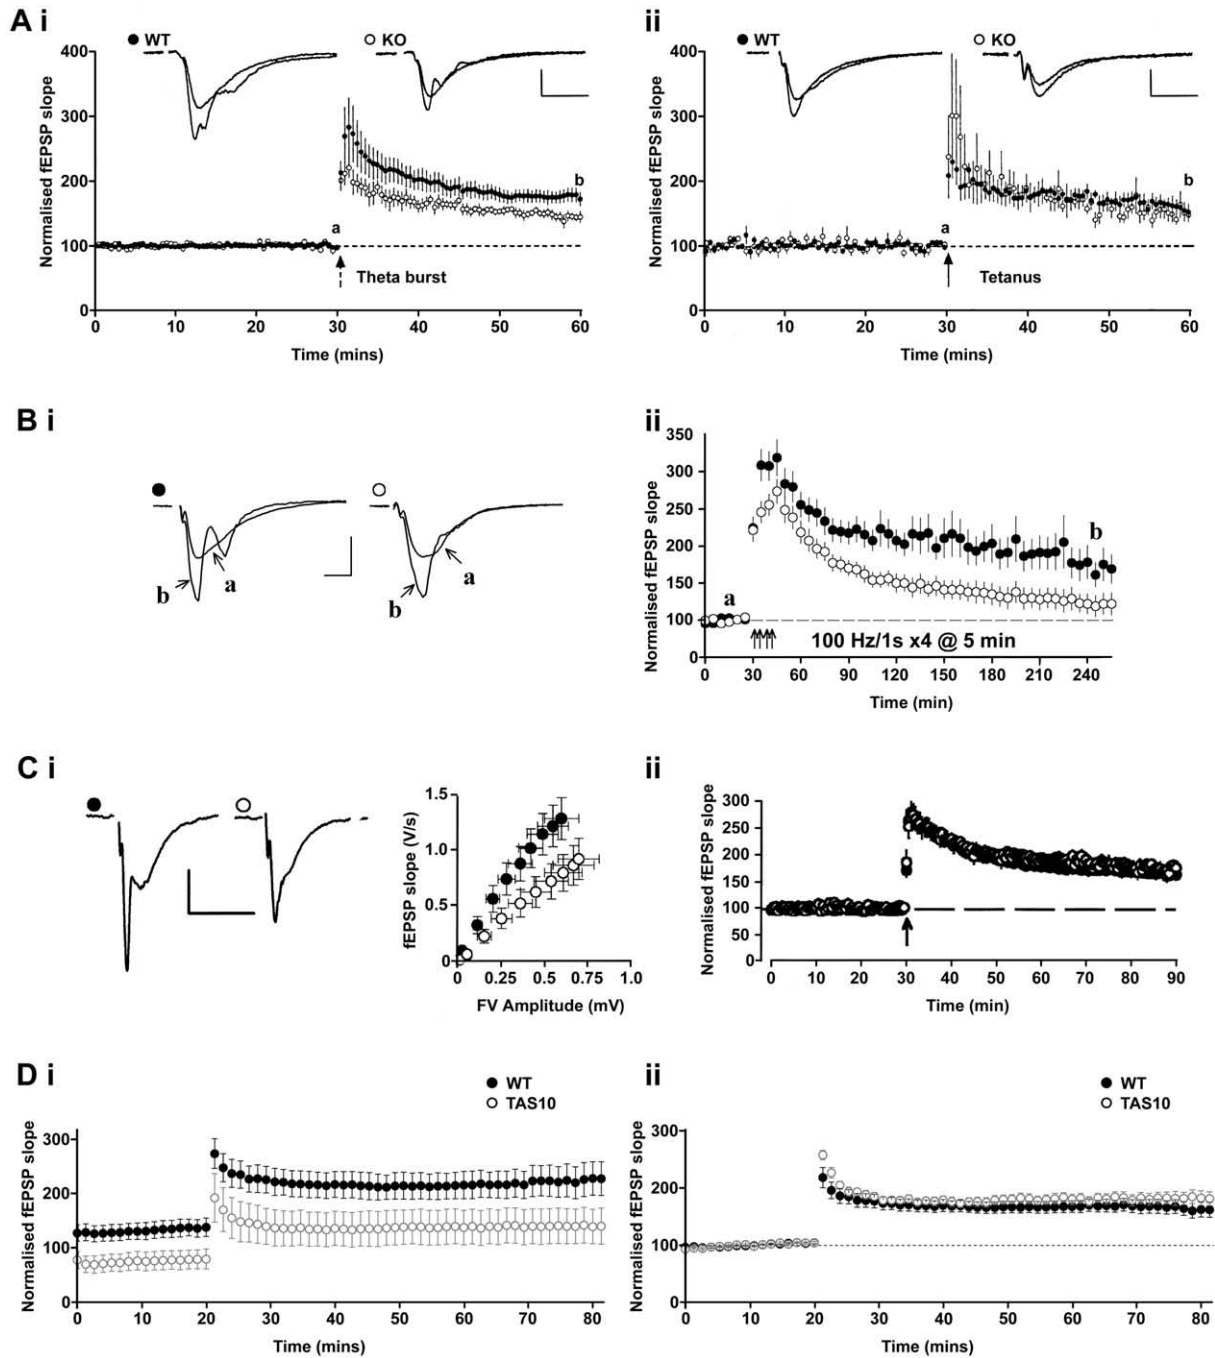 A i
ii
WT
KO
WT
KO
400
300
200
100
0
Normalised fEPSP slope
a
b
Theta burst
0 10 20 30 40 50 60
Time (mins)
400
300
200
100
0
Normalised fEPSP slope
a
b
Tetanus
0 10 20 30 40 50 60
Time (mins)
B i
b
a
b
a
ii
350
300
250
200
150
100
0
Normalised fEPSP slope
a
b
100 Hz/1s x4 @ 5 min
0 30 60 90 120 150 180 210 240
Time (min)
C i
1.5
1.0
0.5
0
fEPSP slope (V/s)
0 0.25 0.5 0.75 1.0
FV Amplitude (mV)
ii
300
250
200
150
100
50
0
Normalised fEPSP slope
0 10 20 30 40 50 60 70 80 90
Time (min)
D i
WT
TAS10
300
200
100
0
Normalised fEPSP slope
0 10 20 30 40 50 60 70 80
Time (mins)
ii
WT
TAS10
300
200
100
0
Normalised fEPSP slope
0 10 20 30 40 50 60 70 80
Time (mins)